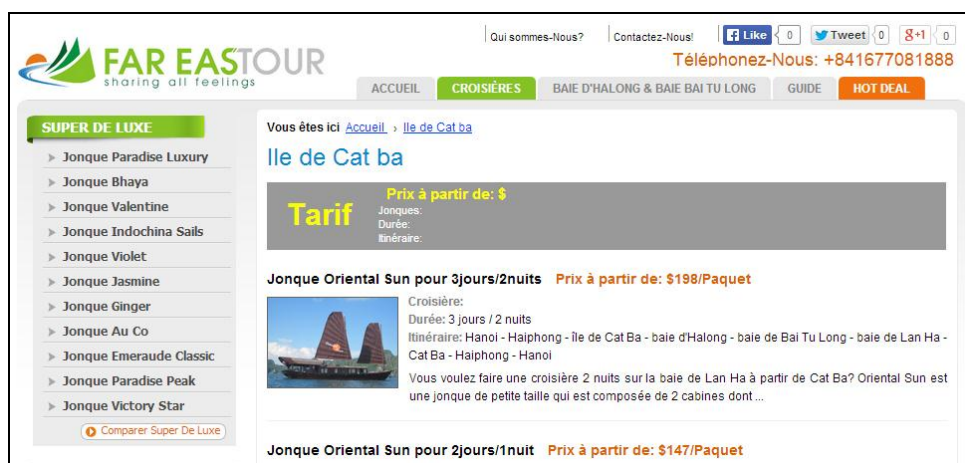 Qui sommes-Nous? Contactez-Nous! Like 0 Tweet 0 g+1 0
FAR EASTOUR
sharing all feelings
Téléphonez-Nous: +841677081888
ACCUEIL CROISIÈRES BAIE D'HALONG & BAIE BAI TU LONG GUIDE HOT DEAL
SUPER DE LUXE
Jonque Paradise Luxury
Jonque Bhaya
Jonque Valentine
Jonque Indochina Sails
Jonque Violet
Jonque Jasmine
Jonque Ginger
Jonque Au Co
Jonque Emeraude Classic
Jonque Paradise Peak
Jonque Victory Star
Comparer Super De Luxe
Vous êtes ici Accueil › Ile de Cat ba
Ile de Cat ba
Tarif
Prix à partir de: $
Jonques:
Durée:
Itinéraire:
Jonque Oriental Sun pour 3jours/2nuits Prix à partir de: $198/Paquet
Croisière:
Durée: 3 jours / 2 nuits
Itinéraire: Hanoi - Haiphong - île de Cat Ba - baie d'Halong - baie de Bai Tu Long - baie de Lan Ha -
Cat Ba - Haiphong - Hanoi
Vous voulez faire une croisière 2 nuits sur la baie de Lan Ha à partir de Cat Ba? Oriental Sun est
une jonque de petite taille qui est composée de 2 cabines dont ...
Jonque Oriental Sun pour 2jours/1nuit Prix à partir de: $147/Paquet